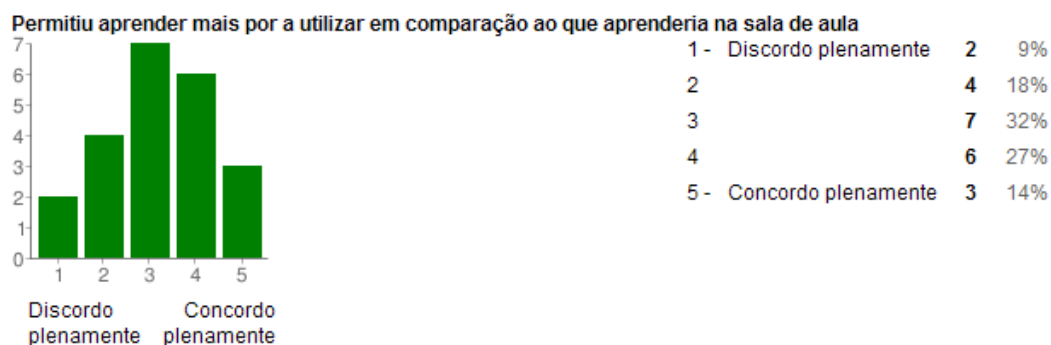 Permitiu aprender mais por a utilizar em comparação ao que aprenderia na sala de aula
7
6
5
4
3
2
1
0
1 2 3 4 5
Discordo Concordo
plenamente plenamente
1 - Discordo plenamente 2 9%
2 4 18%
3 7 32%
4 6 27%
5 - Concordo plenamente 3 14%